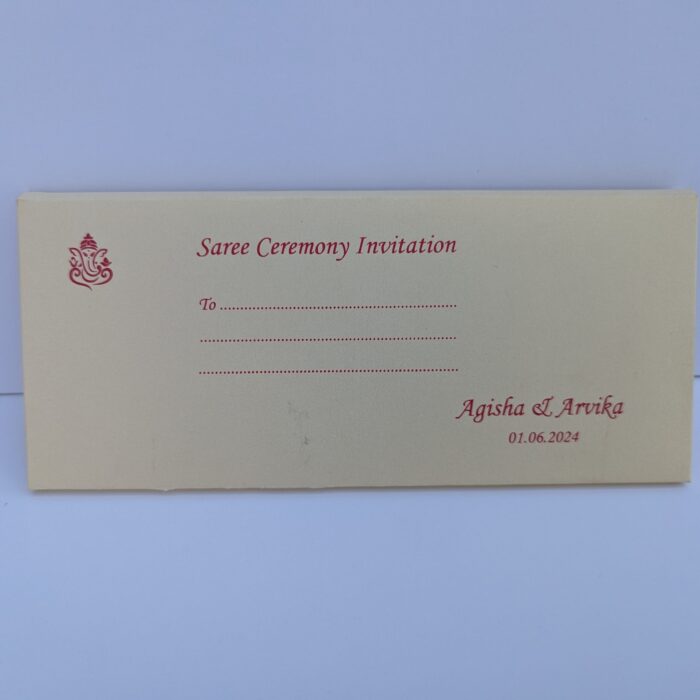 Saree Ceremony Invitation
To ............................................................
.................................................................
.................................................................
Agisha & Arvika
01.06.2024